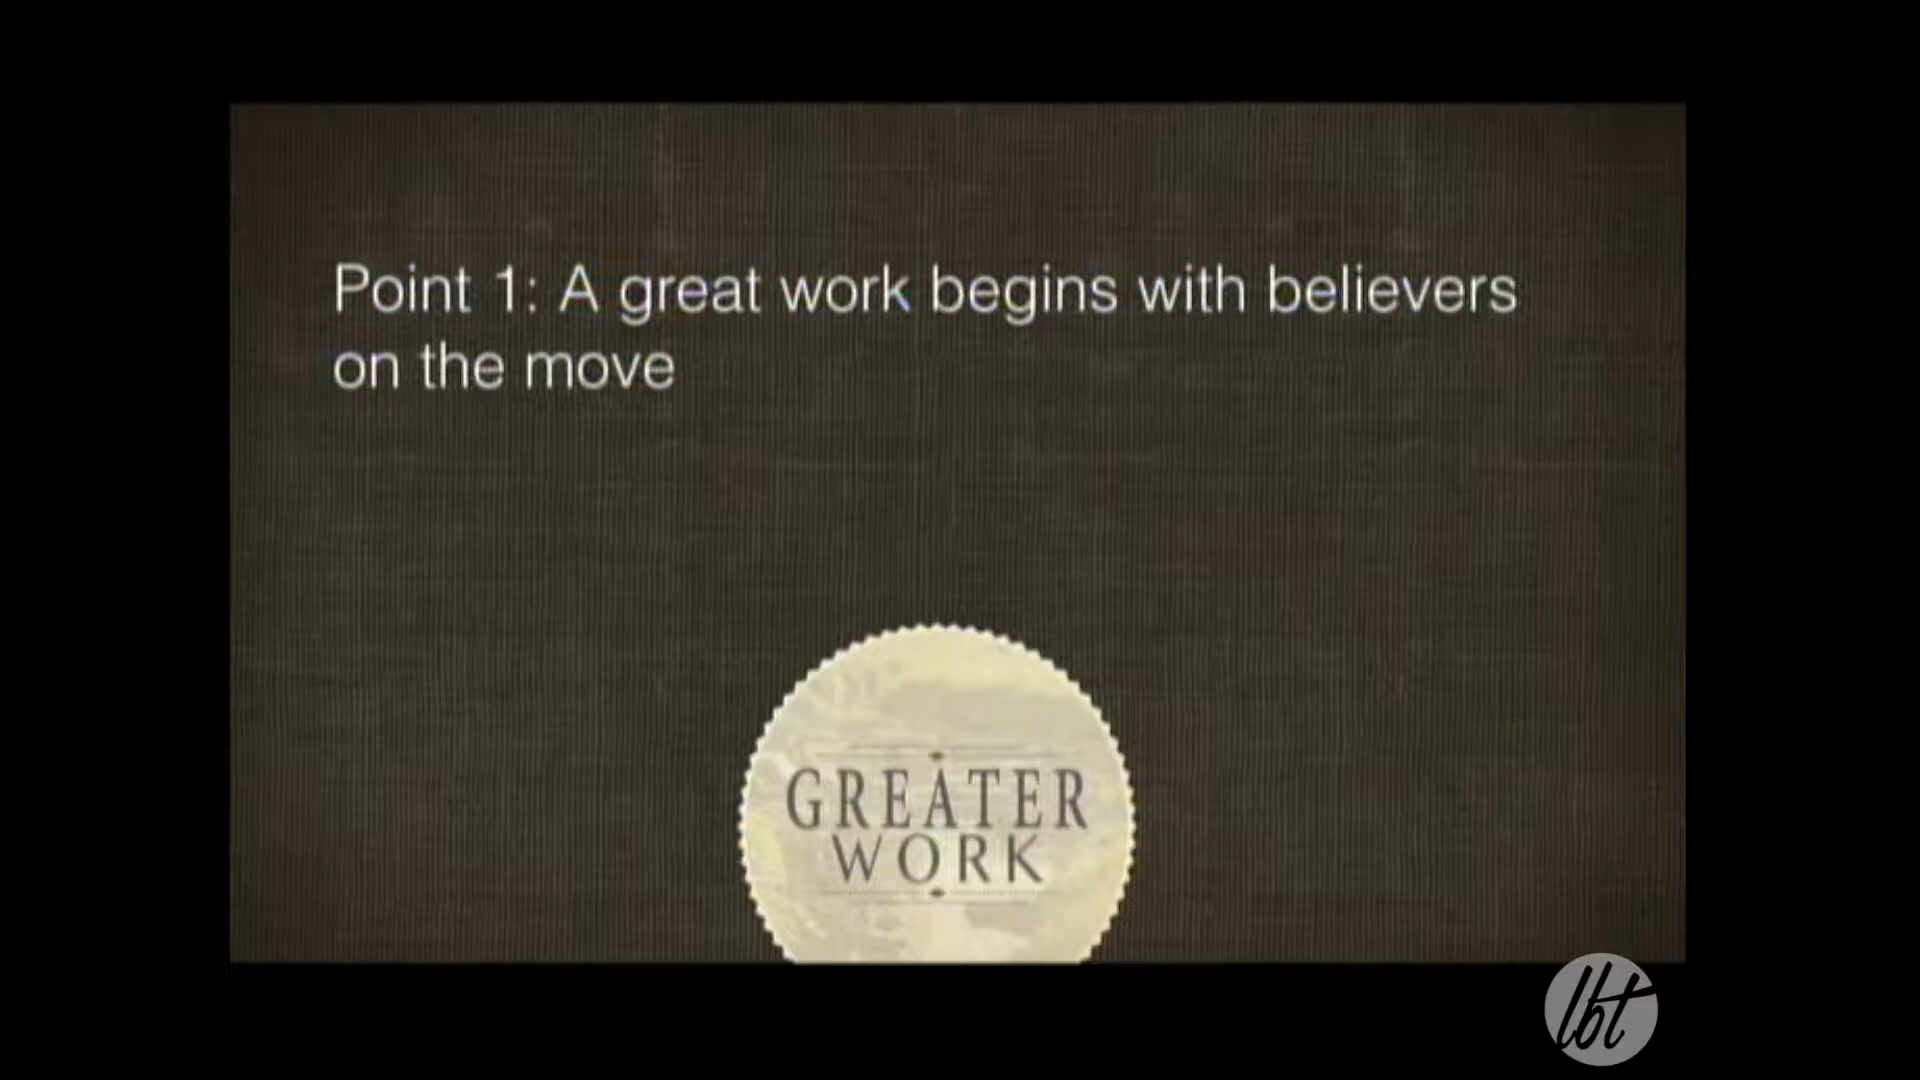 Point 1: A great work begins with believers
on the move
GREATER
WORK
lbt